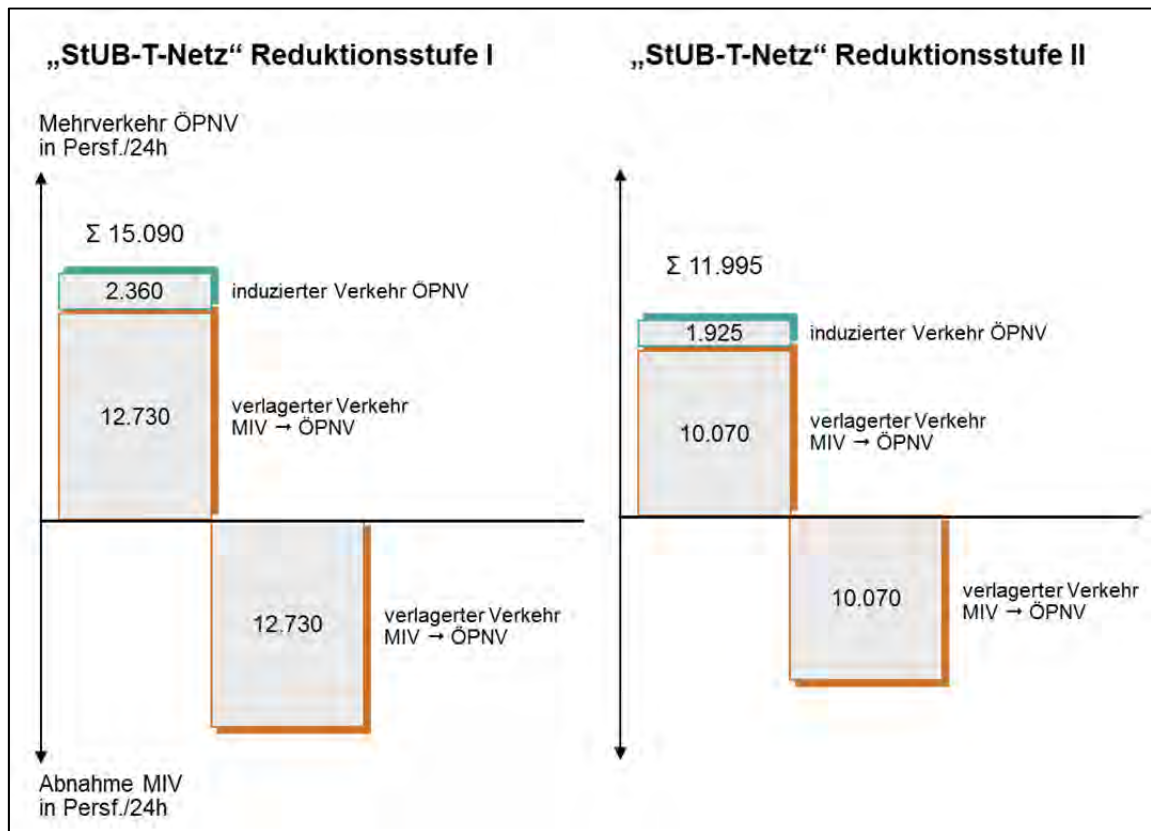 „StUB-T-Netz“ Reduktionsstufe I
Mehrverkehr ÖPNV
in Persf./24h
Σ 15.090
2.360
induzierter Verkehr ÖPNV
12.730
verlagerter Verkehr
MIV → ÖPNV
12.730
verlagerter Verkehr
MIV → ÖPNV
Abnahme MIV
in Persf./24h
„StUB-T-Netz“ Reduktionsstufe II
Σ 11.995
1.925
induzierter Verkehr ÖPNV
10.070
verlagerter Verkehr
MIV → ÖPNV
10.070
verlagerter Verkehr
MIV → ÖPNV